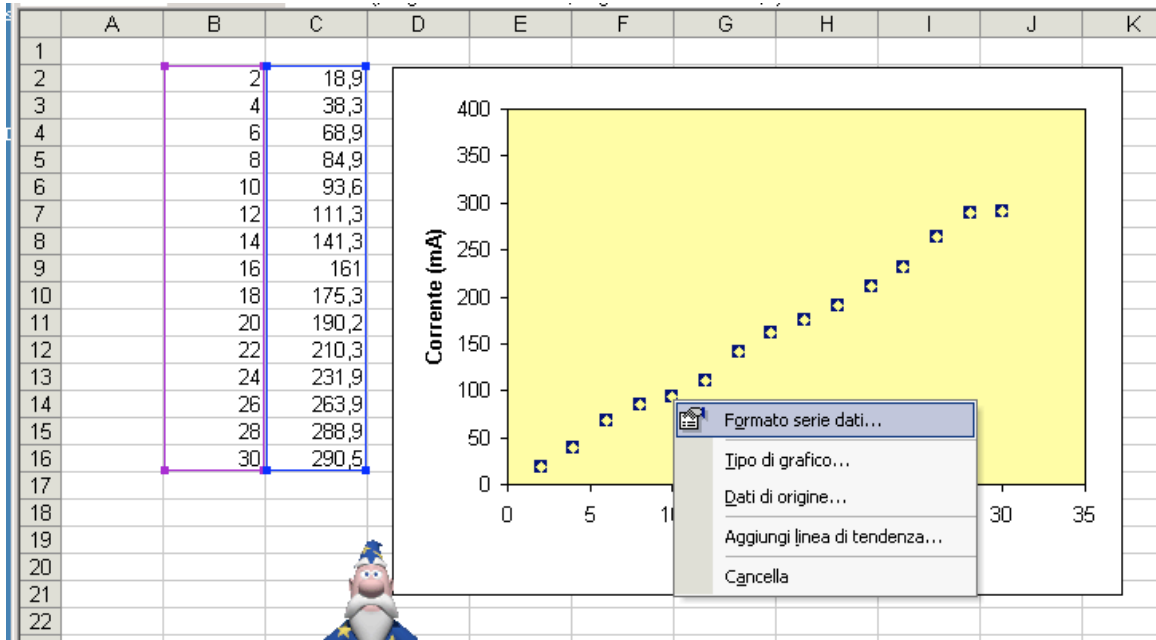 A B C D E F G H I J K
1
2 2 18,9
3 4 38,3
4 6 68,9
5 8 84,9
6 10 93,6
7 12 111,3
8 14 141,3
9 16 161
10 18 175,3
11 20 190,2
12 22 210,3
13 24 231,9
14 26 263,9
15 28 288,9
16 30 290,5
17
18
19
20
21
22
400
350
300
250
200
150
100
50
0
Corrente (mA)
0 5 30 35
Formato serie dati...
Tipo di grafico...
Dati di origine...
Aggiungi linea di tendenza...
Cancella